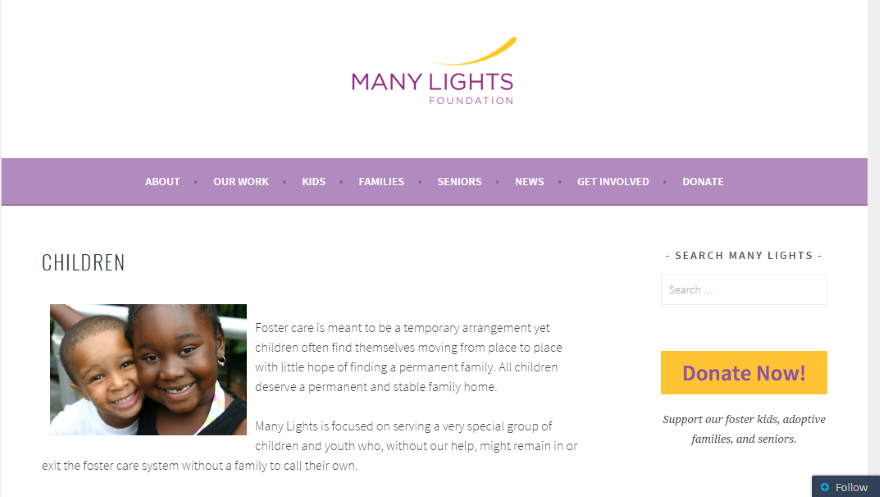 MANY LIGHTS
FOUNDATION
ABOUT • OUR WORK • KIDS • FAMILIES • SENIORS • NEWS • GET INVOLVED • DONATE
CHILDREN
Foster care is meant to be a temporary arrangement yet
children often find themselves moving from place to place
with little hope of finding a permanent family. All children
deserve a permanent and stable family home.
Many Lights is focused on serving a very special group of
children and youth who, without our help, might remain in or
exit the foster care system without a family to call their own.
- SEARCH MANY LIGHTS -
Search …
Donate Now!
Support our foster kids, adoptive
families, and seniors.
Follow